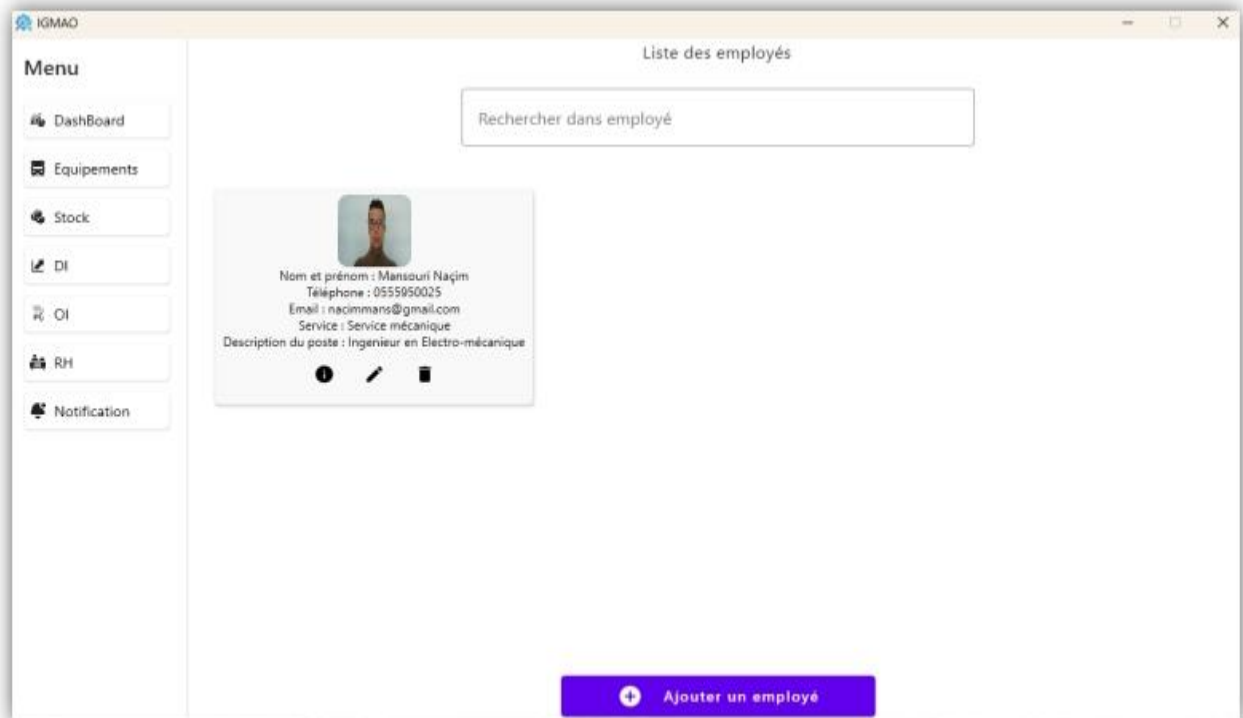 IGMAO
Menu
DashBoard
Equipements
Stock
DI
OI
RH
Notification
Liste des employés
Rechercher dans employé
Nom et prénom : Mansouri Naçim
Téléphone : 0555950025
Email : nacimmans@gmail.com
Service : Service mécanique
Description du poste : Ingenieur en Electro-mécanique
Ajouter un employé